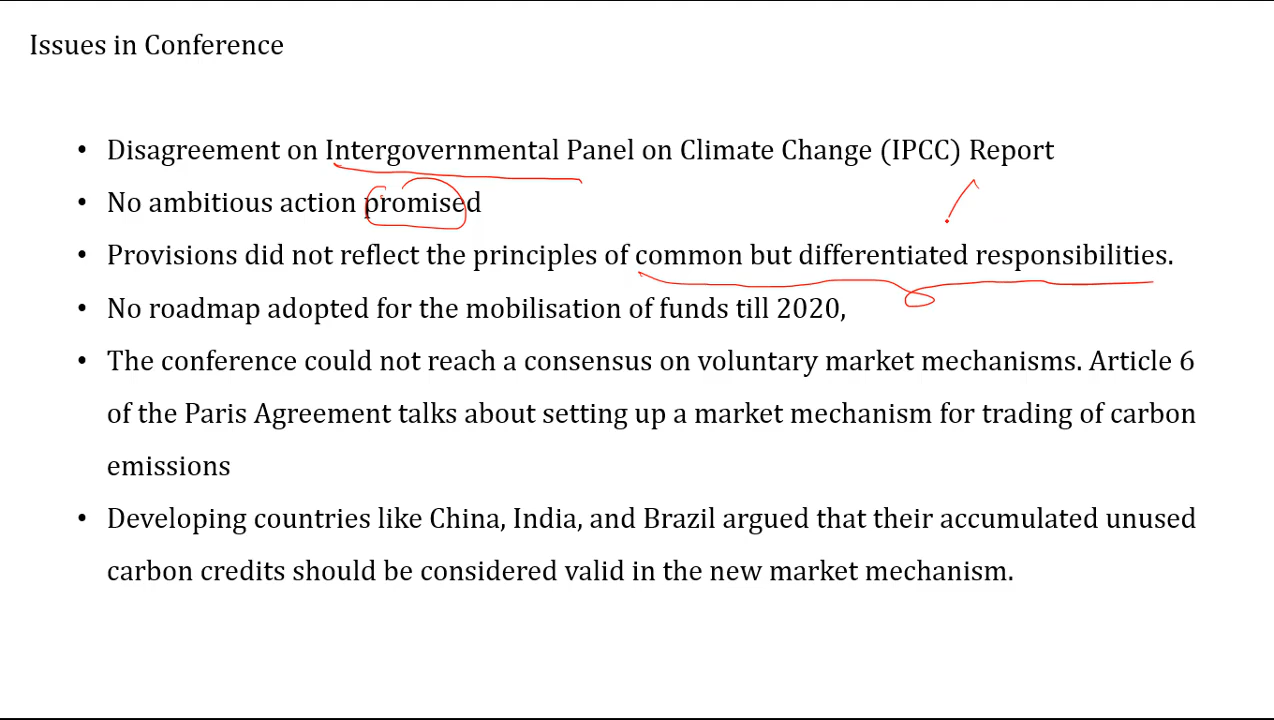 Issues in Conference
• Disagreement on Intergovernmental Panel on Climate Change (IPCC) Report
• No ambitious action promised
• Provisions did not reflect the principles of common but differentiated responsibilities.
• No roadmap adopted for the mobilisation of funds till 2020,
• The conference could not reach a consensus on voluntary market mechanisms. Article 6
of the Paris Agreement talks about setting up a market mechanism for trading of carbon
emissions
• Developing countries like China, India, and Brazil argued that their accumulated unused
carbon credits should be considered valid in the new market mechanism.